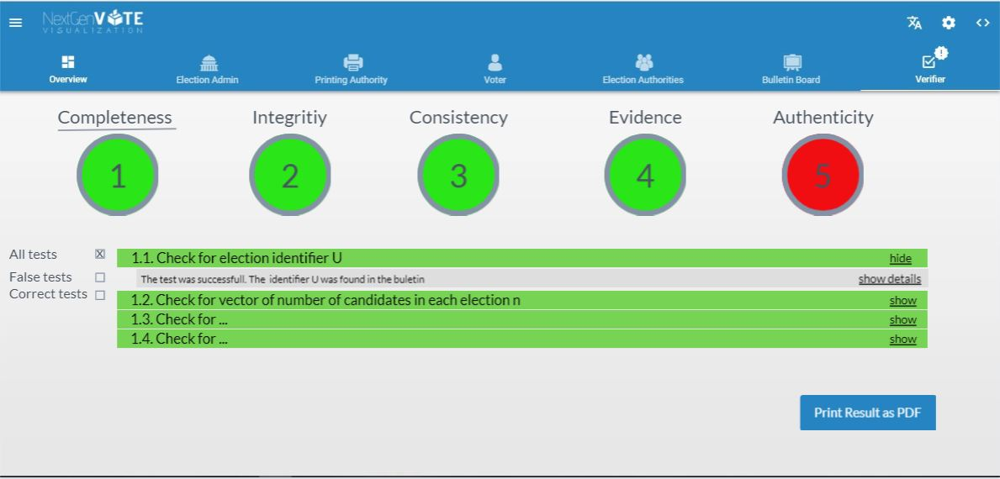 NextGenVOTE
VISUALIZATION
Overview
Election Admin
Printing Authority
Voter
Election Authorities
Bulletin Board
Verifier
Completeness
Integritiy
Consistency
Evidence
Authenticity
1
2
3
4
5
All tests
False tests
Correct tests
1.1. Check for election identifier U hide
The test was successfull. The identifier U was found in the buletin show details
1.2. Check for vector of number of candidates in each election n show
1.3. Check for ... show
1.4. Check for ... show
Print Result as PDF